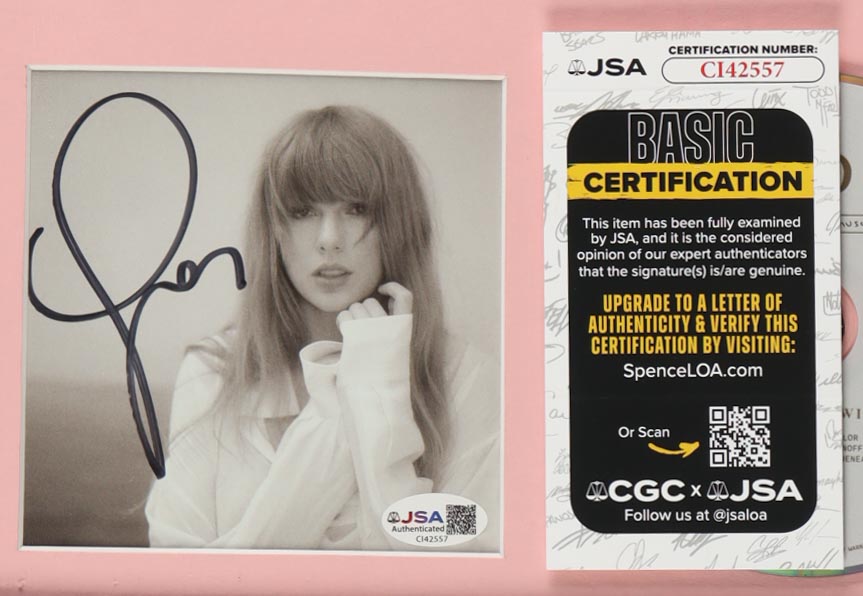 JSA
CERTIFICATION NUMBER:
CI42557
BASIC
CERTIFICATION
This item has been fully examined
by JSA, and it is the considered
opinion of our expert authenticators
that the signature(s) is/are genuine.
UPGRADE TO A LETTER OF
AUTHENTICITY & VERIFY THIS
CERTIFICATION BY VISITING:
SpenceLOA.com
Or Scan
CGC x JSA
Follow us at @jsaloa
JSA
Authenticated
CI42557